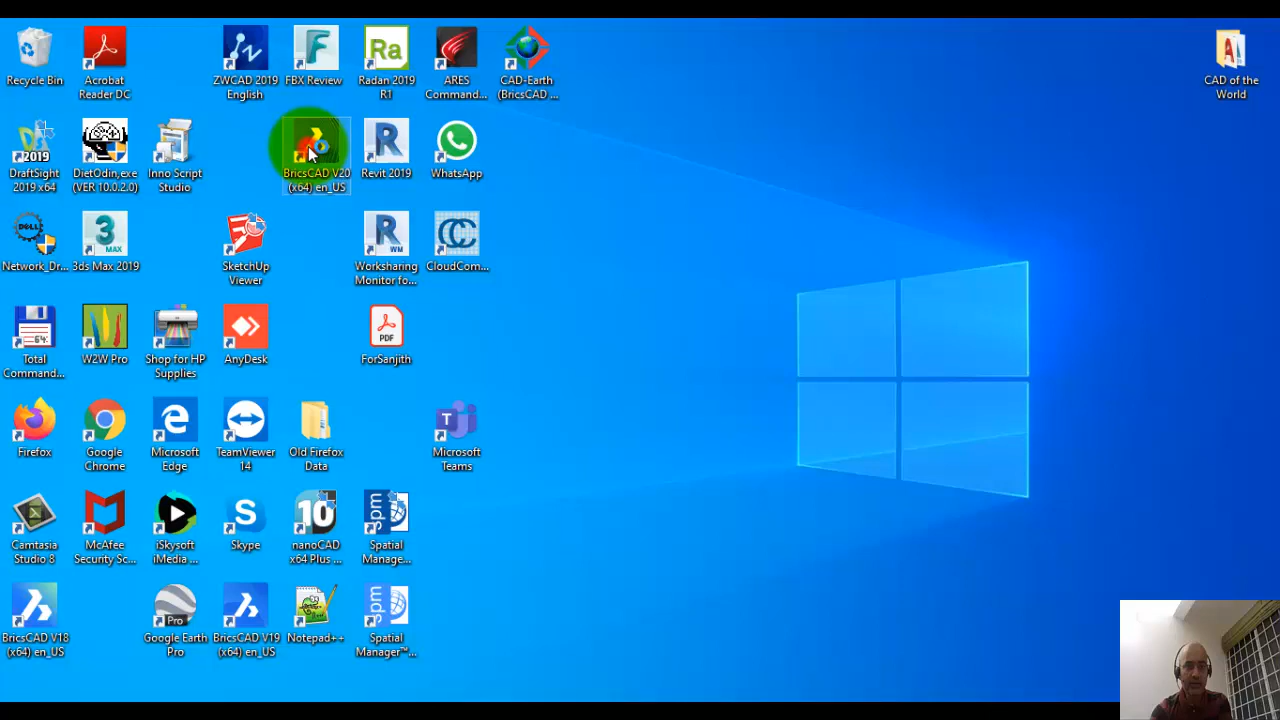 Recycle Bin
Acrobat
Reader DC
ZWCAD 2019
English
FBX Review
Radan 2019
R1
ARES
Command...
CAD-Earth
(BricsCAD ...
CAD of the
World
2019
DraftSight
2019 x64
DietOdin,exe
(VER 10.0.2.0)
Inno Script
Studio
BricsCAD V20
(x64) en_US
Revit 2019
WhatsApp
Network_Dr...
3ds Max 2019
SketchUp
Viewer
Worksharing
Monitor fo...
CloudCom...
Total
Command...
W2W Pro
Shop for HP
Supplies
AnyDesk
PDF
ForSanjith
Firefox
Google
Chrome
Microsoft
Edge
TeamViewer
14
Old Firefox
Data
Microsoft
Teams
Camtasia
Studio 8
McAfee
Security Sc...
iSkysoft
iMedia ...
Skype
nanoCAD
x64 Plus ...
Spatial
Manage...
BricsCAD V18
(x64) en_US
Google Earth
Pro
BricsCAD V19
(x64) en_US
Notepad++
Spatial
Manager™...